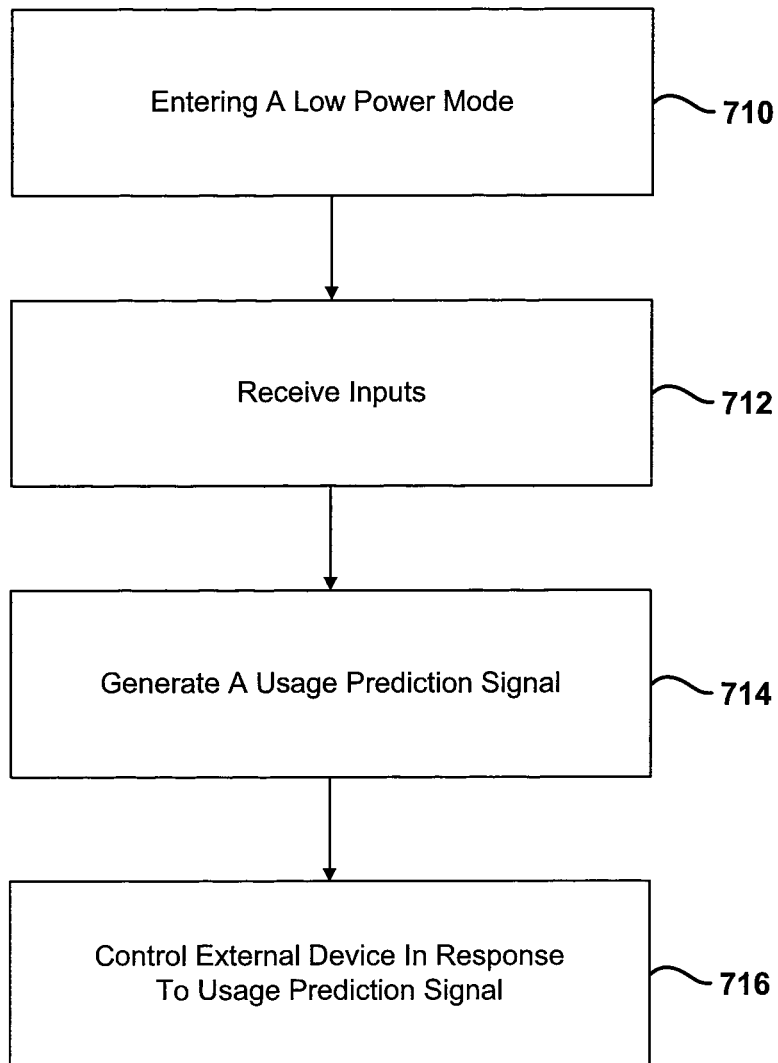 Entering A Low Power Mode
710
Receive Inputs
712
Generate A Usage Prediction Signal
714
Control External Device In Response
To Usage Prediction Signal
716